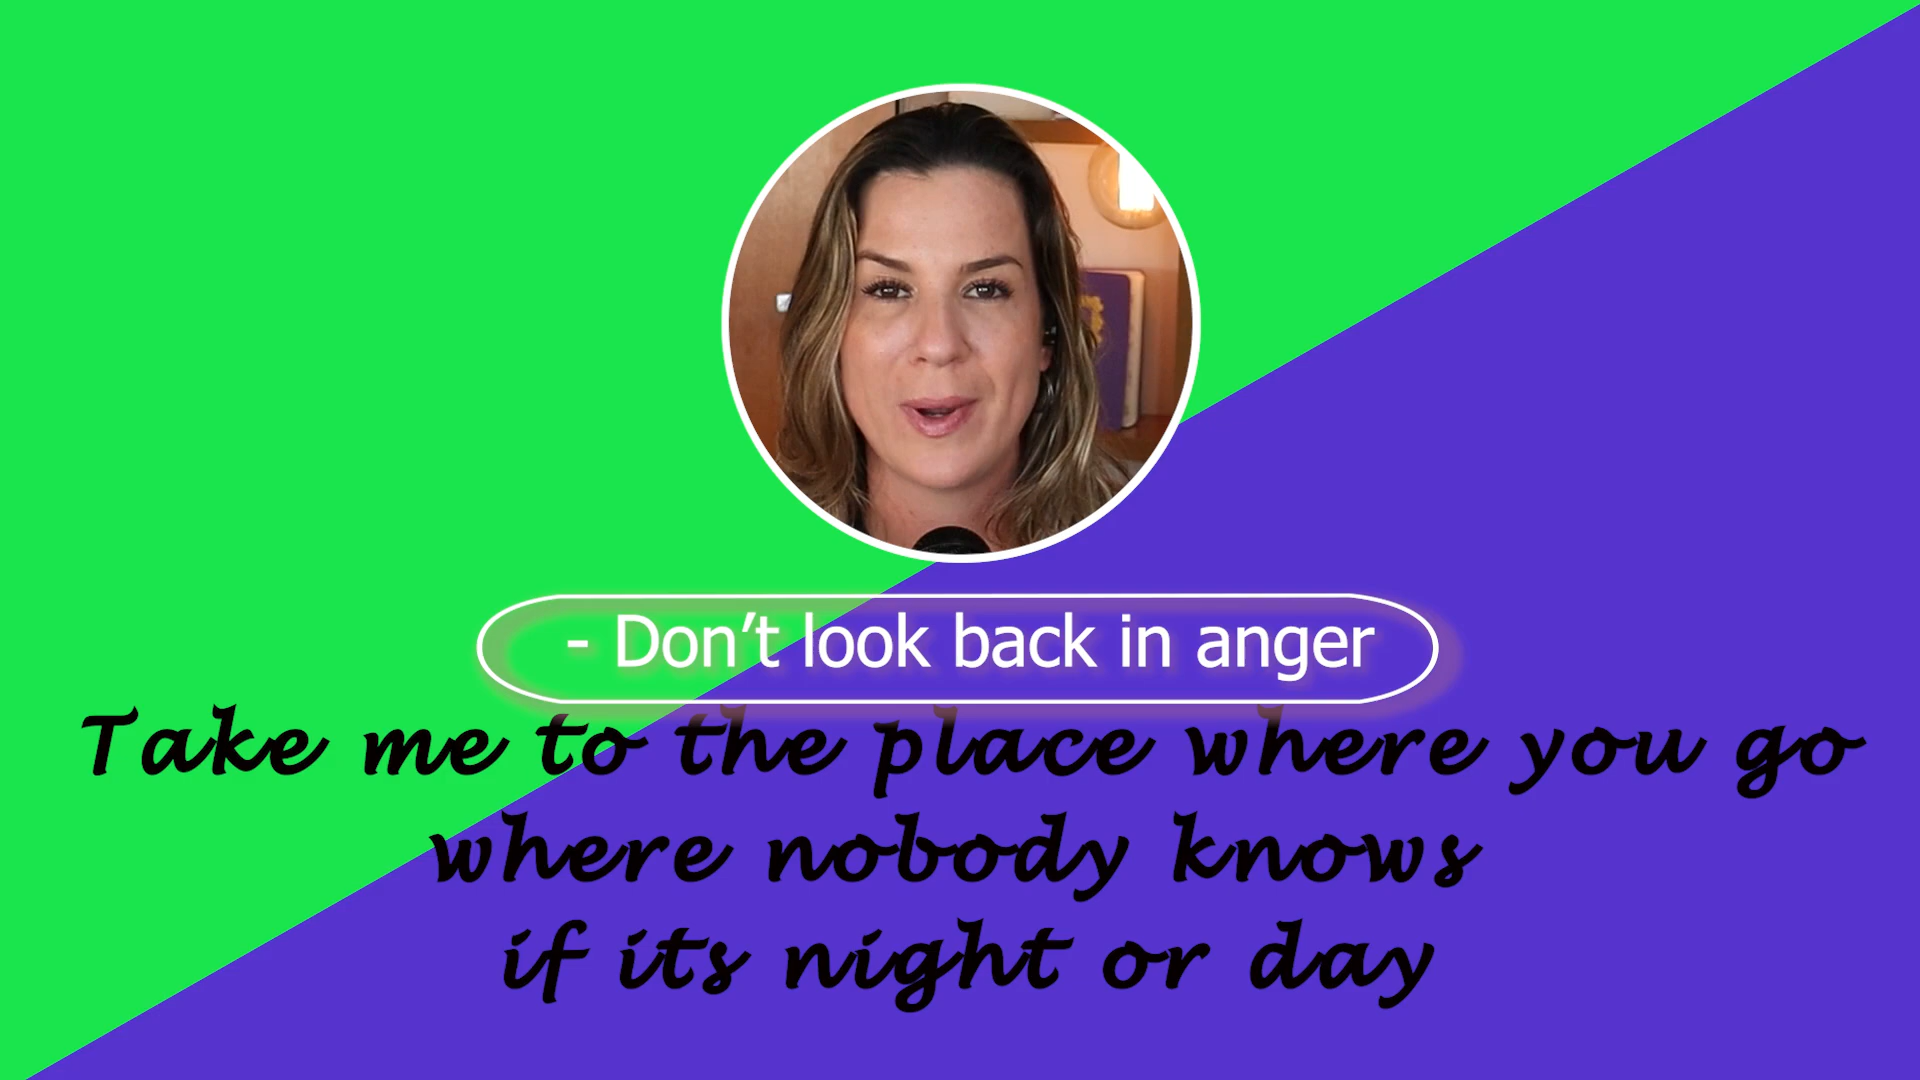 - Don’t look back in anger
Take me to the place where you go
where nobody knows
if its night or day